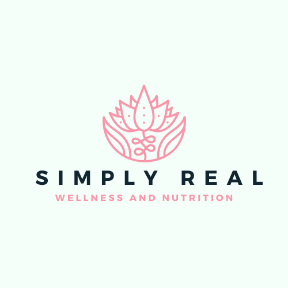 SIMPLY REAL
WELLNESS AND NUTRITION